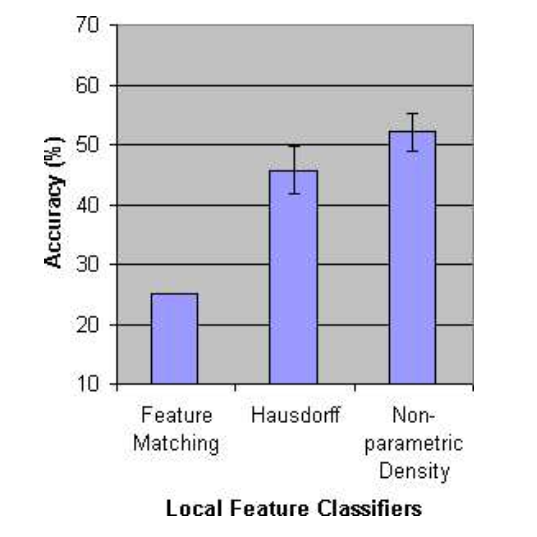 70
60
50
40
30
20
10
Accuracy (%)
Feature
Matching
Hausdorff
Non-
parametric
Density
Local Feature Classifiers